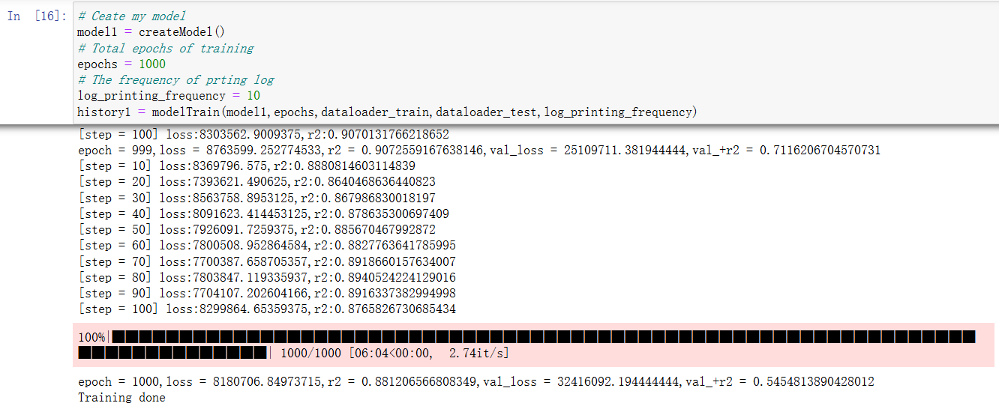 In [16]: # Ceate my model
model1 = createModel()
# Total epochs of training
epochs = 1000
# The frequency of prting log
log_printing_frequency = 10
history1 = modelTrain(model1,epochs,dataloader_train,dataloader_test,log_printing_frequency)
[step = 100] loss:8303562.9009375,r2:0.9070131766218652
epoch = 999,loss = 8763599.252774533,r2 = 0.9072559167638146,val_loss = 25109711.381944444,val_+r2 = 0.7116206704570731
[step = 10] loss:8369796.575,r2:0.8880814603114839
[step = 20] loss:7393621.490625,r2:0.8640468636440823
[step = 30] loss:8563758.8953125,r2:0.867986830018197
[step = 40] loss:8091623.414453125,r2:0.878635300697409
[step = 50] loss:7926091.7259375,r2:0.885670467992872
[step = 60] loss:7800508.952864584,r2:0.8827763641785995
[step = 70] loss:7700387.658705357,r2:0.8918660157634007
[step = 80] loss:7803847.119335937,r2:0.8940524224129016
[step = 90] loss:7704107.202604166,r2:0.8916337382994998
[step = 100] loss:8299864.65359375,r2:0.8765826730685434
100%|
| 1000/1000 [06:04<00:00, 2.74it/s]
epoch = 1000,loss = 8180706.84973715,r2 = 0.881206566808349,val_loss = 32416092.194444444,val_+r2 = 0.5454813890428012
Training done